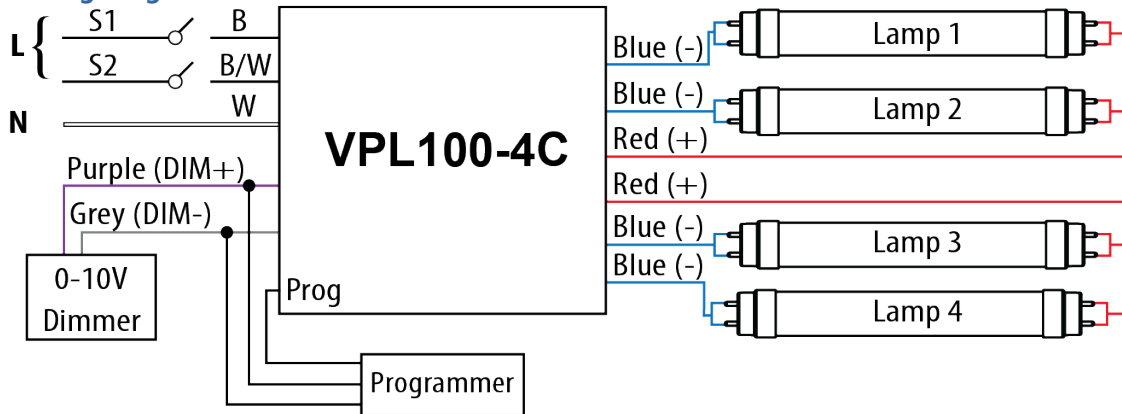 S1
B
L
S2
B/W
W
N
Purple (DIM+)
Grey (DIM-)
0-10V
Dimmer
Prog
VPL100-4C
Programmer
Blue (-)
Lamp 1
Blue (-)
Lamp 2
Red (+)
Red (+)
Blue (-)
Lamp 3
Blue (-)
Lamp 4